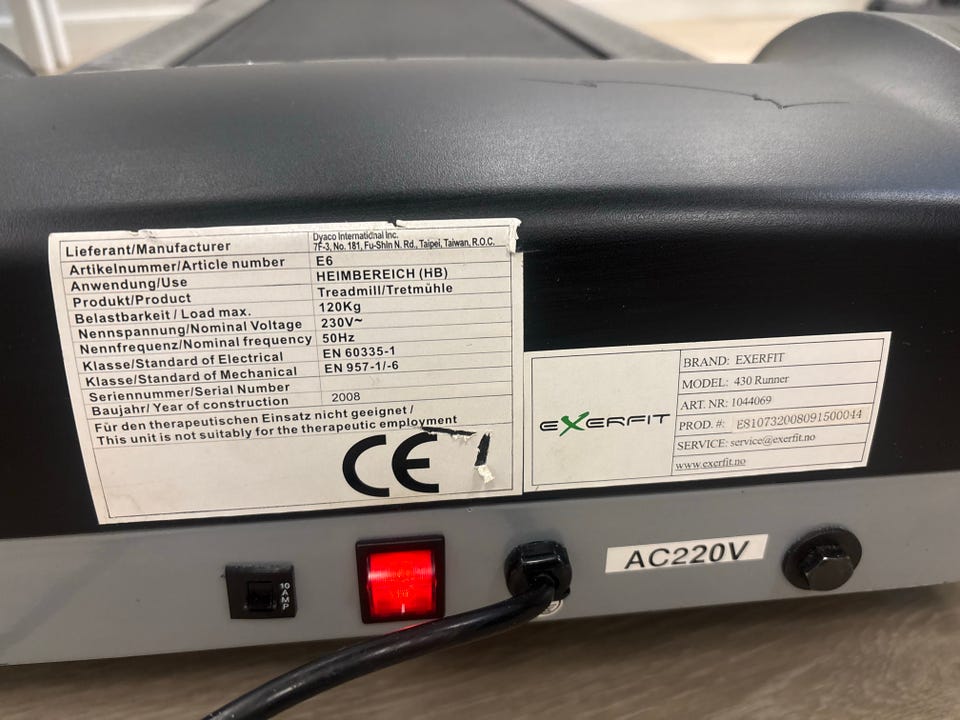 Lieferant/Manufacturer Dyaco International Inc.
7F-3, No. 181, Fu-Shin N. Rd., Taipei, Taiwan, R.O.C.
Artikelnummer/Article number E6
Anwendung/Use HEIMBEREICH (HB)
Produkt/Product Treadmill/Tretmühle
Belastbarkeit / Load max. 120Kg
Nennspannung/Nominal Voltage 230V~
Nennfrequenz/Nominal frequency 50Hz
Klasse/Standard of Electrical EN 60335-1
Klasse/Standard of Mechanical EN 957-1/-6
Seriennummer/Serial Number
Baujahr/ Year of construction 2008
Für den therapeutischen Einsatz nicht geeignet /
This unit is not suitably for the therapeutic employment
CE
EXERFIT
BRAND: EXERFIT
MODEL: 430 Runner
ART. NR: 1044069
PROD. #: E810732008091500044
SERVICE: service@exerfit.no
www.exerfit.no
10
AMP
AC220V